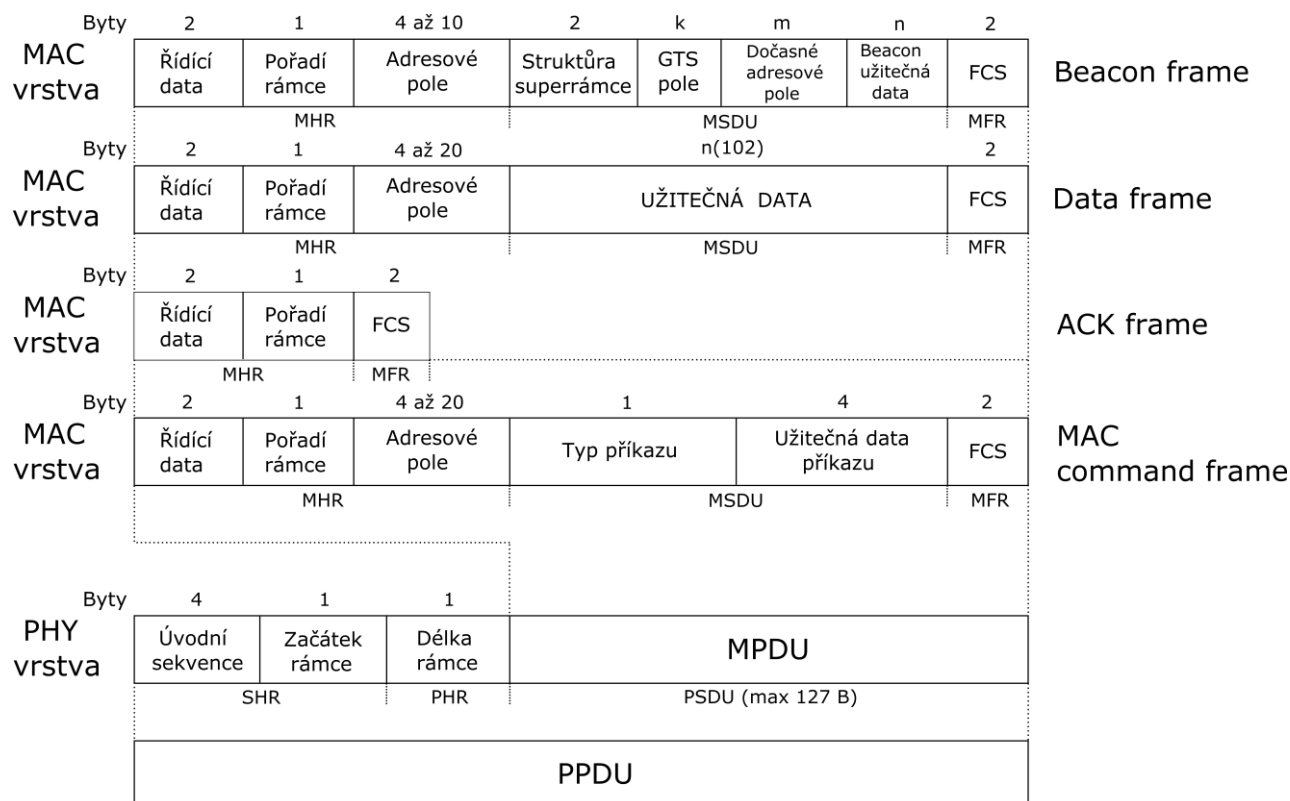 Byty 2 1 4 až 10 2 k m n 2
MAC vrstva
Řídící data
Pořadí rámce
Adresové pole
Struktůra superrámce
GTS pole
Dočasné adresové pole
Beacon užitečná data
FCS
Beacon frame
MHR MSDU MFR
Byty 2 1 4 až 20 n(102) 2
MAC vrstva
Řídící data
Pořadí rámce
Adresové pole
UŽITEČNÁ DATA
FCS
Data frame
MHR MSDU MFR
Byty 2 1 2
MAC vrstva
Řídící data
Pořadí rámce
FCS
ACK frame
MHR MFR
Byty 2 1 4 až 20 1 4 2
MAC vrstva
Řídící data
Pořadí rámce
Adresové pole
Typ příkazu
Užitečná data příkazu
FCS
MAC command frame
MHR MSDU MFR
Byty 4 1 1
PHY vrstva
Úvodní sekvence
Začátek rámce
Délka rámce
MPDU
SHR PHR PSDU (max 127 B)
PPDU